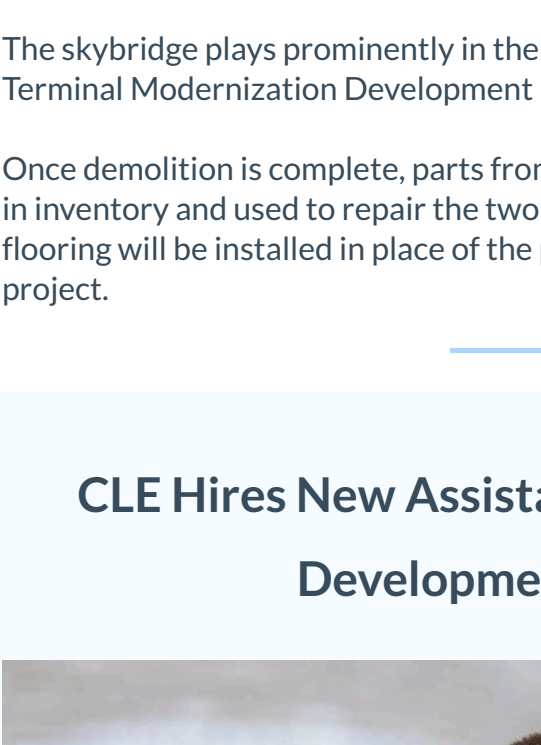 The skybridge plays prominently in the
Terminal Modernization Development
Once demolition is complete, parts from
in inventory and used to repair the two
flooring will be installed in place of the
project.
CLE Hires New
Developme